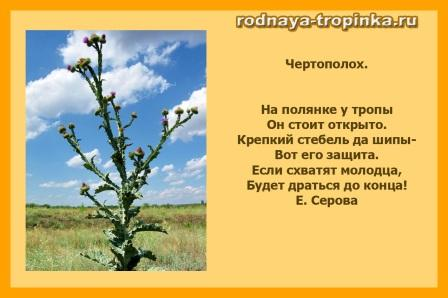 rodnaya-tropinka.ru
Чертополох.
На полянке у тропы
Он стоит открыто.
Крепкий стебель да шипы-
Вот его защита.
Если схватят молодца,
Будет драться до конца!
Е. Серова